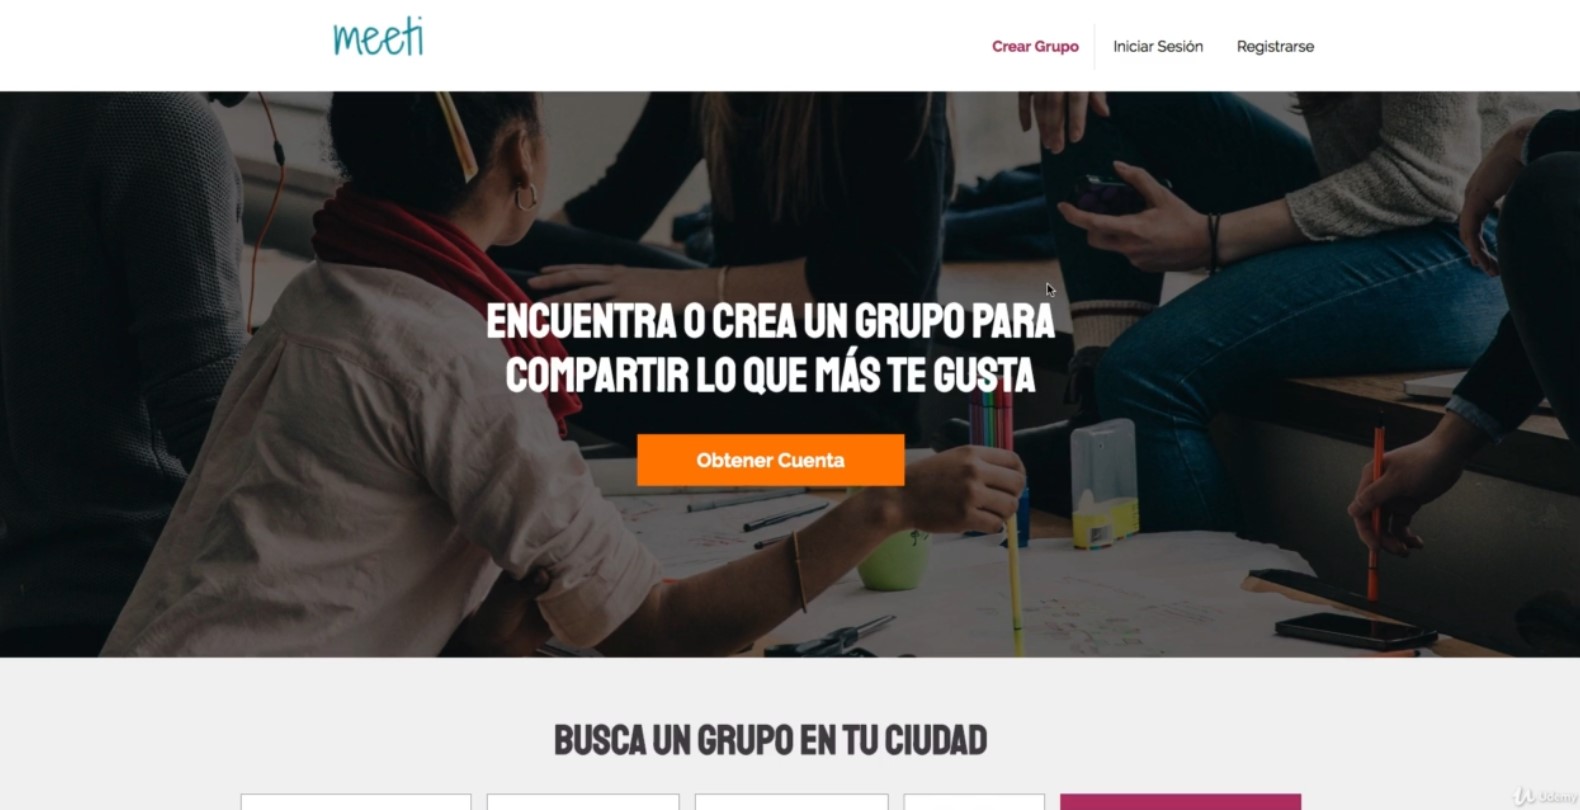 meeti
Crear Grupo
Iniciar Sesión
Registrarse
ENCUENTRA O CREA UN GRUPO PARA
COMPARTIR LO QUE MÁS TE GUSTA
Obtener Cuenta
BUSCA UN GRUPO EN TU CIUDAD
Udemy